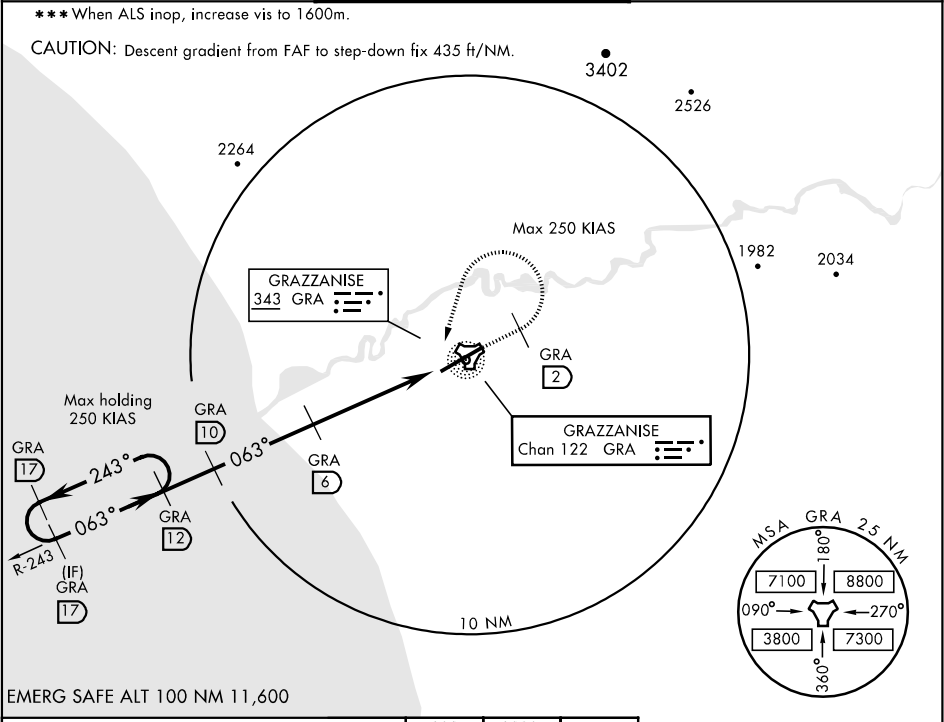 *** When ALS inop, increase vis to 1600m.
CAUTION: Descent gradient from FAF to step-down fix 435 ft/NM.
3402
2526
2264
Max 250 KIAS
1982
2034
GRAZZANISE
343 GRA
GRA
2
Max holding
250 KIAS
GRA
10
GRAZZANISE
Chan 122 GRA
GRA
17
243°
063°
GRA
6
063°
GRA
12
R-243
(IF)
GRA
17
MSA GRA 25 NM
180°
7100
8800
090°
270°
3800
7300
360°
10 NM
EMERG SAFE ALT 100 NM 11,600